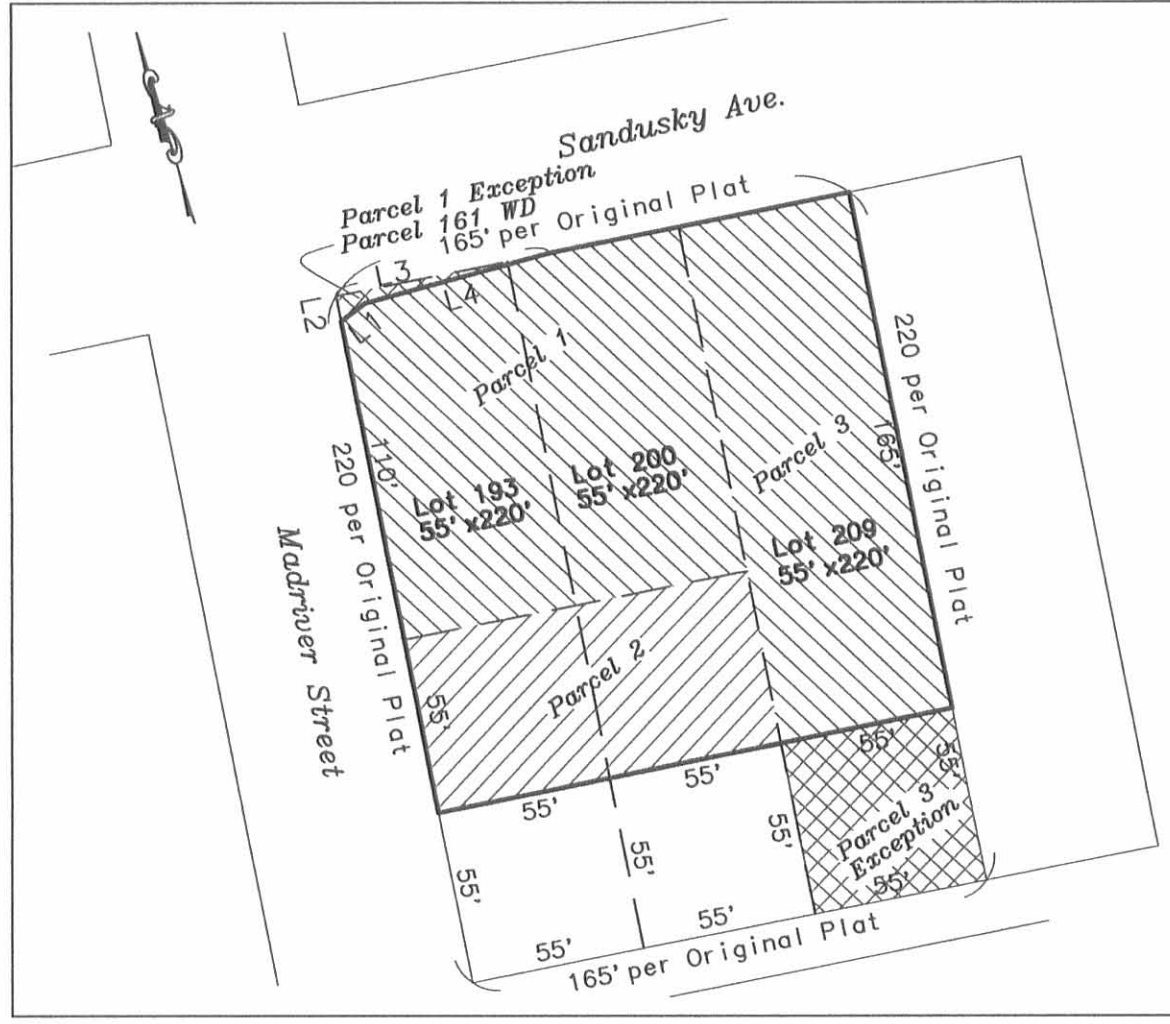 Sandusky Ave.
Parcel 1 Exception
Parcel 161 WD
165' per Original Plat
L3
L4
L2
L1
Parcel 1
220 per Original Plat
110'
Lot 193
55' x220'
Lot 200
55' x220'
Parcel 3
165'
220 per Original Plat
Lot 209
55' x220'
Madriver Street
Parcel 2
55'
55'
55'
55'
55'
Parcel 3
Exception
55'
55'
55'
55'
55'
55'
55'
165' per Original Plat